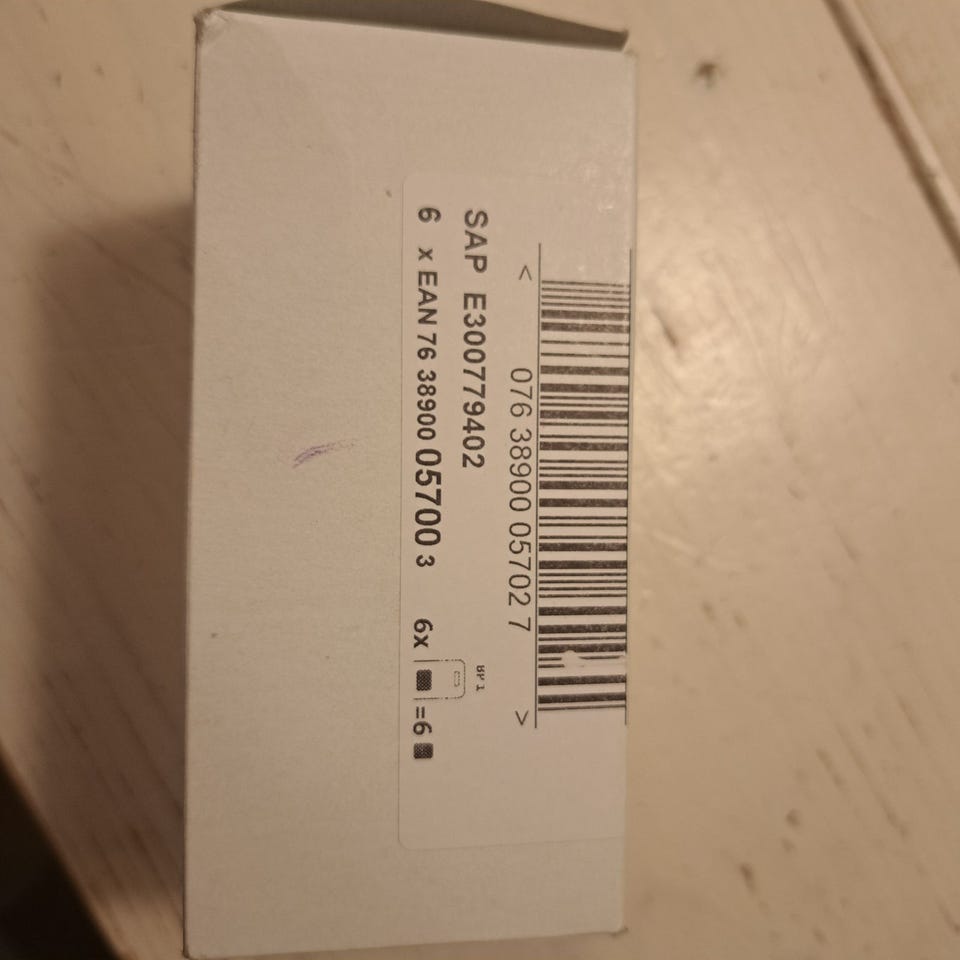 < 076 38900 05702 7 >
SAP E300779402
6 x EAN 76 38900 05700 3 6x =6